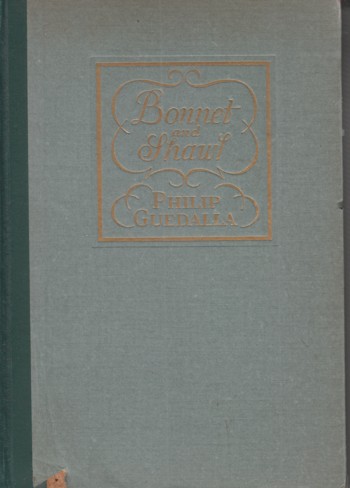 Bonnet
and
Shawl
PHILIP
GUEDALLA